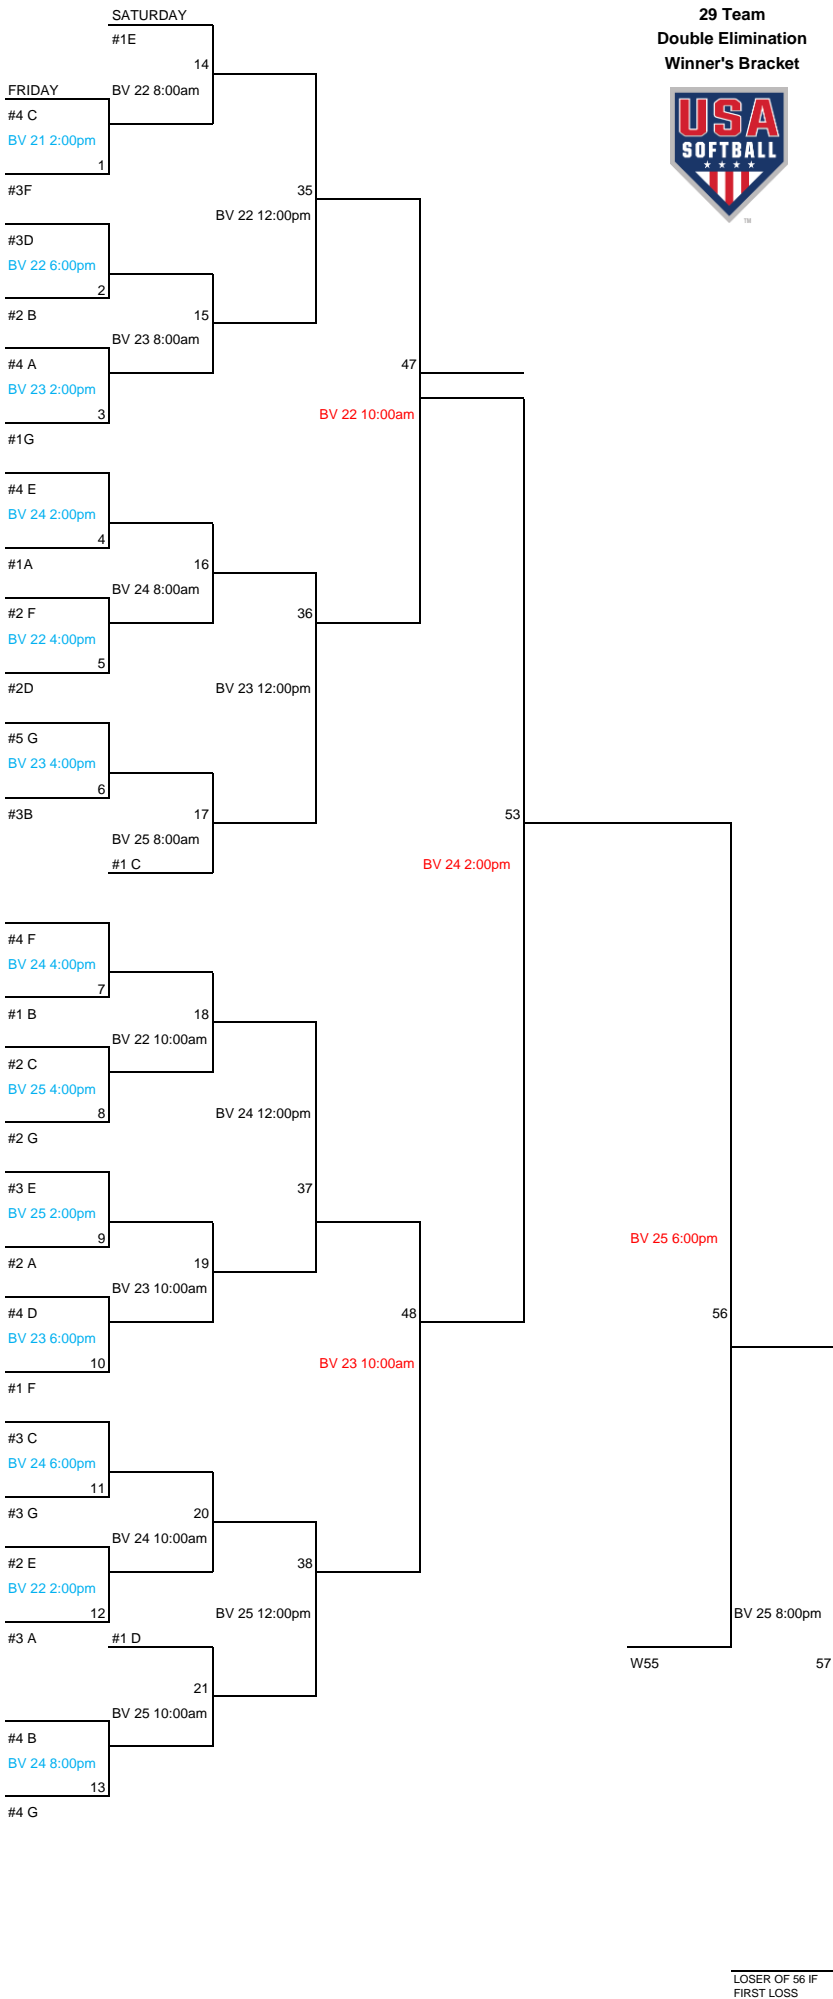 SATURDAY
29 Team
Double Elimination
Winner's Bracket
#1E
14
BV 22 8:00am
FRIDAY
#4 C
BV 21 2:00pm
1
#3F
USA
SOFTBALL
TM
35
BV 22 12:00pm
#3D
BV 22 6:00pm
2
#2 B
15
BV 23 8:00am
#4 A
BV 23 2:00pm
3
#1G
47
BV 22 10:00am
#4 E
BV 24 2:00pm
4
#1A
16
BV 24 8:00am
#2 F
BV 22 4:00pm
5
#2D
36
BV 23 12:00pm
#5 G
BV 23 4:00pm
6
#3B
17
BV 25 8:00am
#1 C
53
BV 24 2:00pm
#4 F
BV 24 4:00pm
7
#1 B
18
BV 22 10:00am
#2 C
BV 25 4:00pm
8
#2 G
BV 24 12:00pm
37
#3 E
BV 25 2:00pm
9
#2 A
19
BV 23 10:00am
#4 D
BV 23 6:00pm
10
#1 F
48
BV 23 10:00am
BV 25 6:00pm
56
#3 C
BV 24 6:00pm
11
#3 G
20
BV 24 10:00am
#2 E
BV 22 2:00pm
12
#3 A
38
BV 25 12:00pm
#1 D
21
BV 25 10:00am
BV 25 8:00pm
W55
57
#4 B
BV 24 8:00pm
13
#4 G
LOSER OF 56 IF
FIRST LOSS